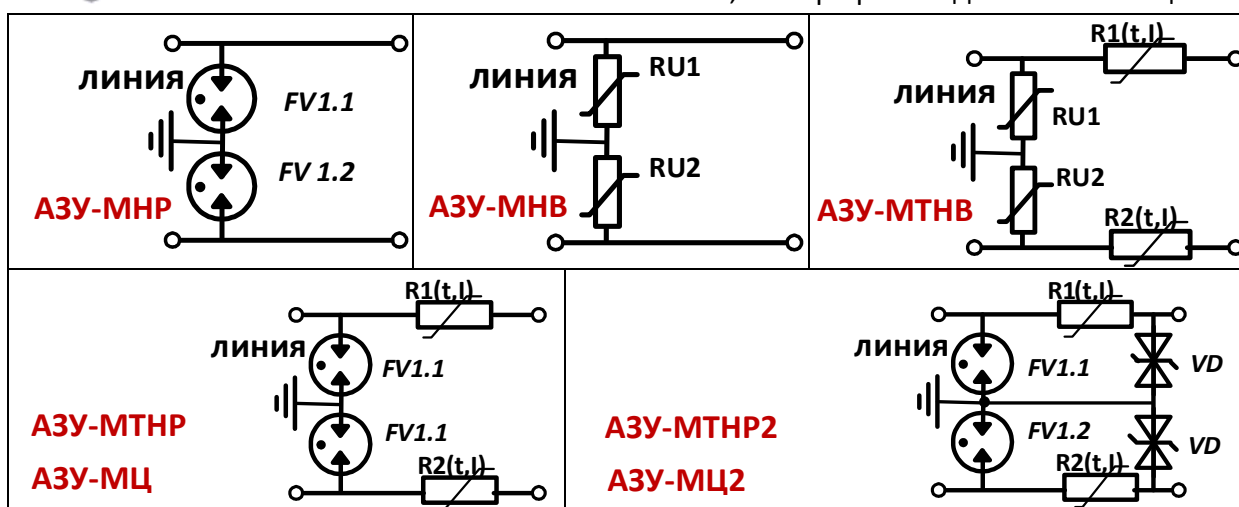 линия
FV1.1
FV 1.2
АЗУ-МНР
линия
RU1
RU2
АЗУ-МНВ
R1(t,I)
линия
RU1
RU2
АЗУ-МТНВ
R2(t,I)
R1(t,I)
линия
FV1.1
FV1.1
АЗУ-МТНР
АЗУ-МЦ
R2(t,I)
R1(t,I)
линия
FV1.1
VD
FV1.2
VD
АЗУ-МТНР2
АЗУ-МЦ2
R2(t,I)